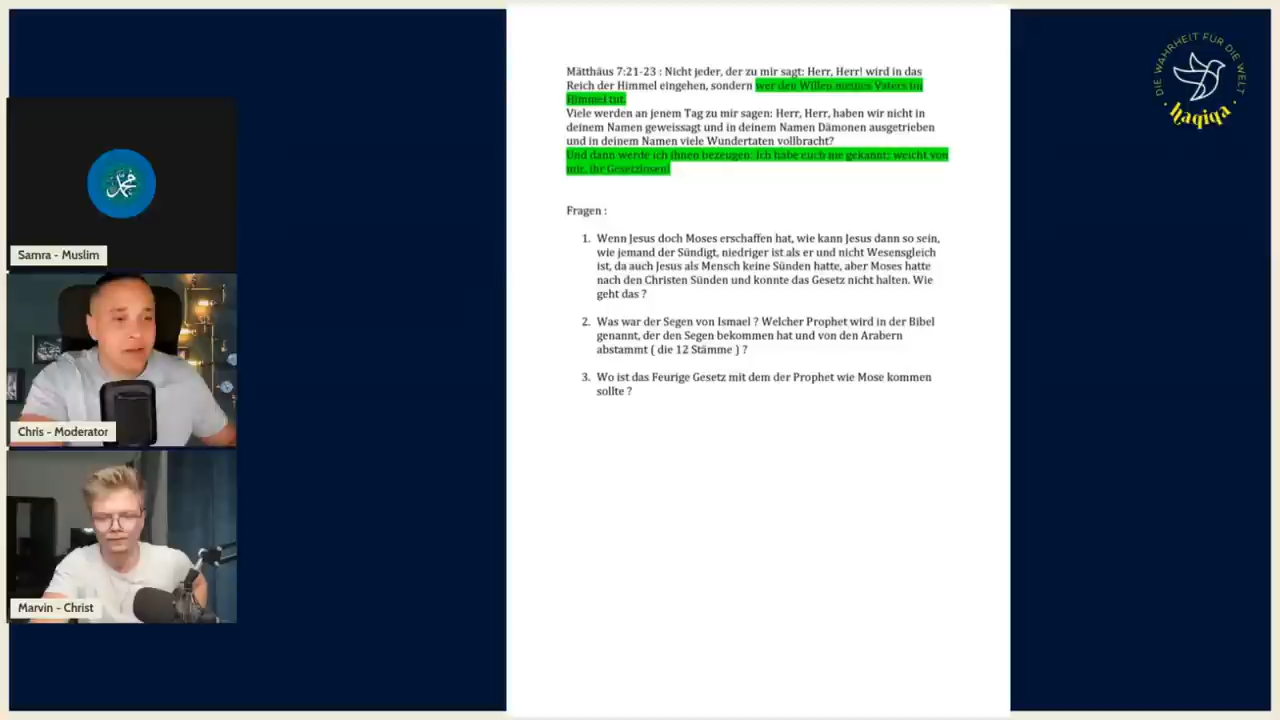 Mätthäus 7:21-23 : Nicht jeder, der zu mir sagt: Herr, Herr! wird in das
Reich der Himmel eingehen, sondern wer den Willen meines Vaters im
Himmel tut.
Viele werden an jenem Tag zu mir sagen: Herr, Herr, haben wir nicht in
deinem Namen geweissagt und in deinem Namen Dämonen ausgetrieben
und in deinem Namen viele Wundertaten vollbracht?
Und dann werde ich ihnen bezeugen: Ich habe euch nie gekannt; weicht von
mir, ihr Gesetzlosen!
Fragen :
1. Wenn Jesus doch Moses erschaffen hat, wie kann Jesus dann so sein,
wie jemand der Sündigt, niedriger ist als er und nicht Wesensgleich
ist, da auch Jesus als Mensch keine Sünden hatte, aber Moses hatte
nach den Christen Sünden und konnte das Gesetz nicht halten. Wie
geht das ?
2. Was war der Segen von Ismael ? Welcher Prophet wird in der Bibel
genannt, der den Segen bekommen hat und von den Arabern
abstammt ( die 12 Stämme ) ?
3. Wo ist das Feurige Gesetz mit dem der Prophet wie Mose kommen
sollte ?
DIE WAHRHEIT FÜR DIE WELT
haqiqa
محمد
Samra - Muslim
Chris - Moderator
Marvin - Christ